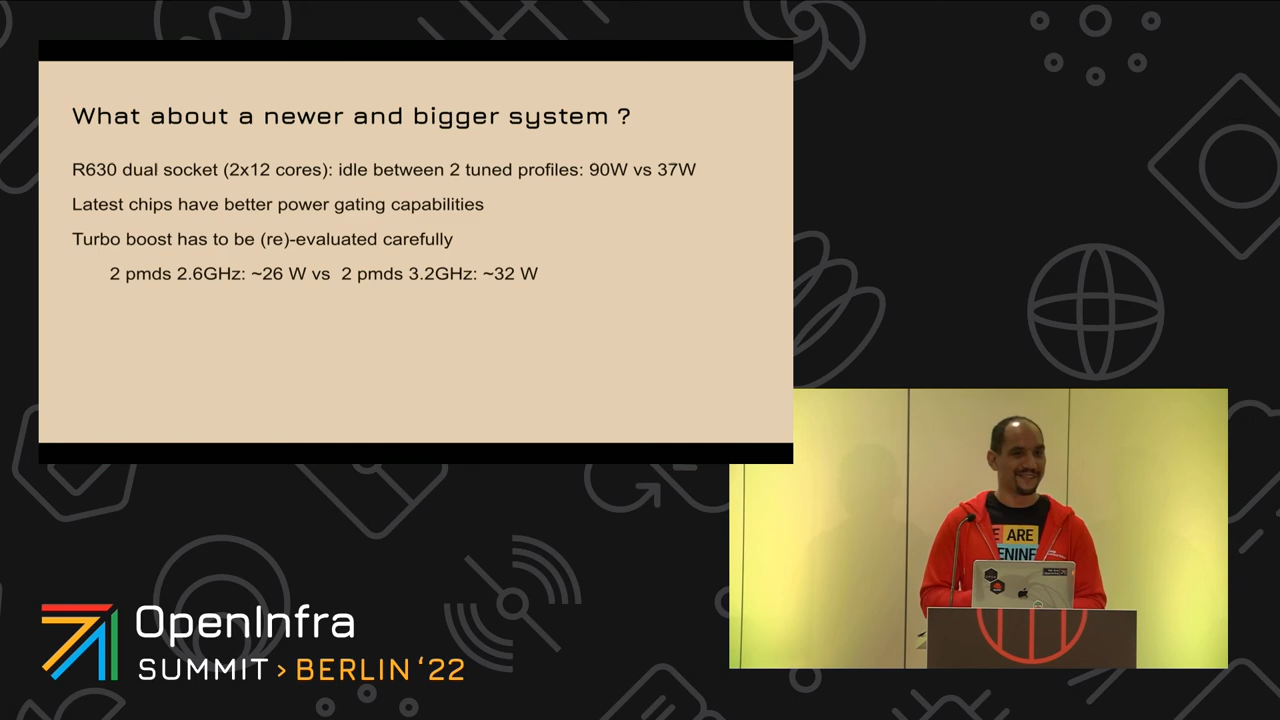 What about a newer and bigger system ?
R630 dual socket (2x12 cores): idle between 2 tuned profiles: 90W vs 37W
Latest chips have better power gating capabilities
Turbo boost has to be (re)-evaluated carefully
2 pmds 2.6GHz: ~26 W vs 2 pmds 3.2GHz: ~32 W
ARE
OpenInfra
SUMMIT > BERLIN '22